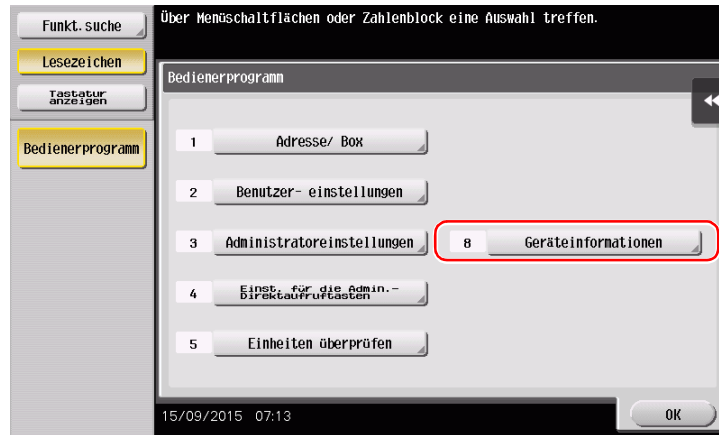 Funkt. suche
Über Menüschaltflächen oder Zahlenblock eine Auswahl treffen.
Lesezeichen
Tastatur
anzeigen
Bedienerprogramm
Bedienerprogramm
1 Adresse/ Box
2 Benutzer- einstellungen
3 Administratoreinstellungen
8 Geräteinformationen
4 Einst. für die Admin.-
Direktaufruftasten
5 Einheiten überprüfen
15/09/2015 07:13
OK